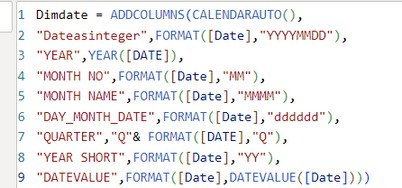 1 Dimdate = ADDCOLUMNS(CALENDARAUTO(),
2 "Dateasinteger",FORMAT([Date],"YYYYMMDD"),
3 "YEAR",YEAR([DATE]),
4 "MONTH NO",FORMAT([Date],"MM"),
5 "MONTH NAME",FORMAT([Date],"MMMM"),
6 "DAY_MONTH_DATE",FORMAT([Date],"dddddd"),
7 "QUARTER","Q"& FORMAT([Date],"Q"),
8 "YEAR SHORT",FORMAT([Date],"YY"),
9 "DATEVALUE",FORMAT([Date],DATEVALUE([Date])))